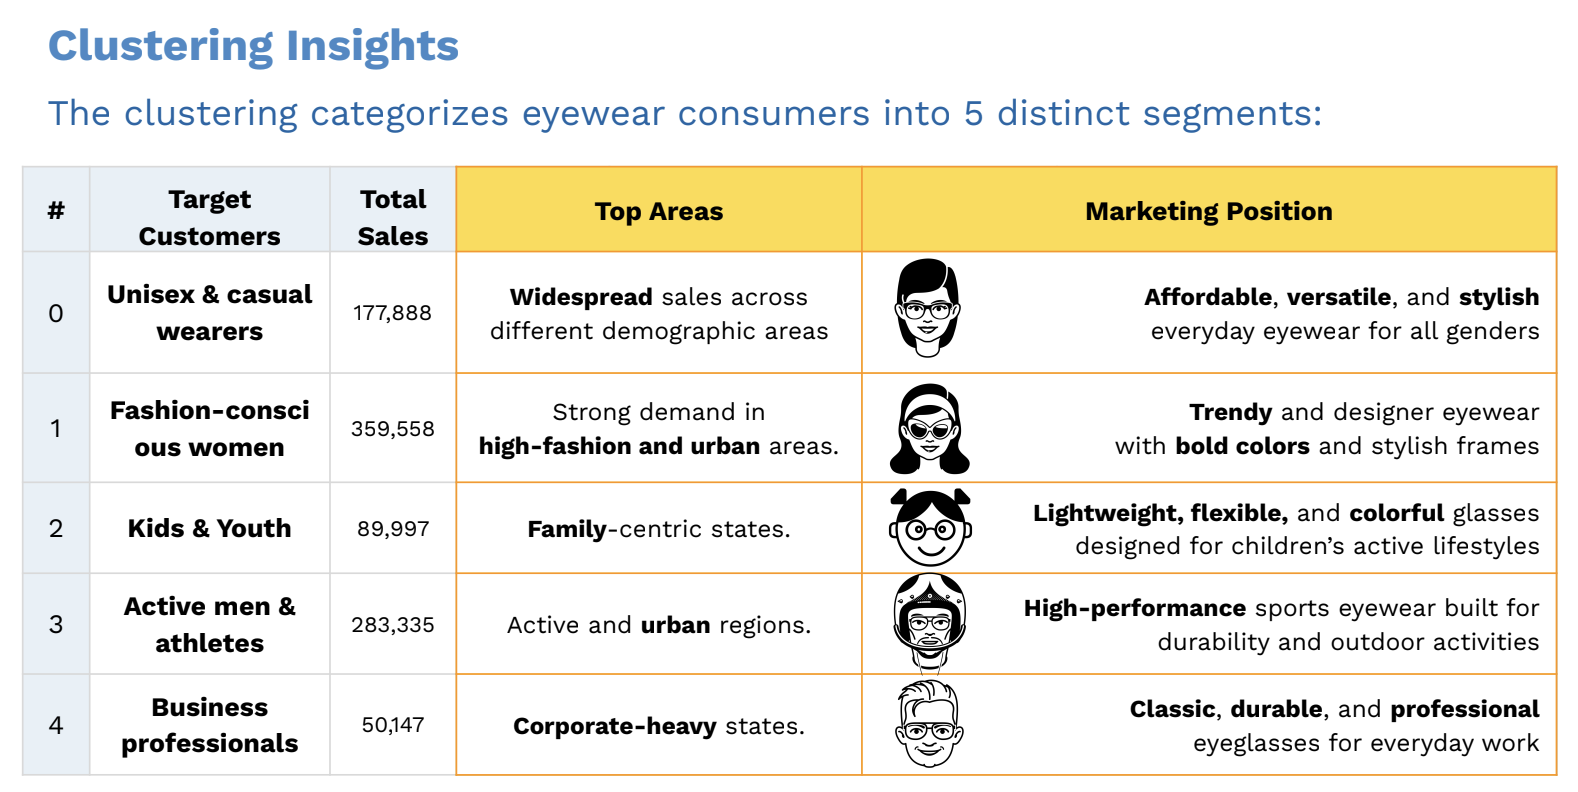 Clustering Insights
The clustering categorizes eyewear consumers into 5 distinct segments:
#
Target
Customers
Total
Sales
Top Areas
Marketing Position
0
Unisex & casual
wearers
177,888
Widespread sales across
different demographic areas
Affordable, versatile, and stylish
everyday eyewear for all genders
1
Fashion-consci
ous women
359,558
Strong demand in
high-fashion and urban areas.
Trendy and designer eyewear
with bold colors and stylish frames
2
Kids & Youth
89,997
Family-centric states.
Lightweight, flexible, and colorful glasses
designed for children’s active lifestyles
3
Active men &
athletes
283,335
Active and urban regions.
High-performance sports eyewear built for
durability and outdoor activities
4
Business
professionals
50,147
Corporate-heavy states.
Classic, durable, and professional
eyeglasses for everyday work